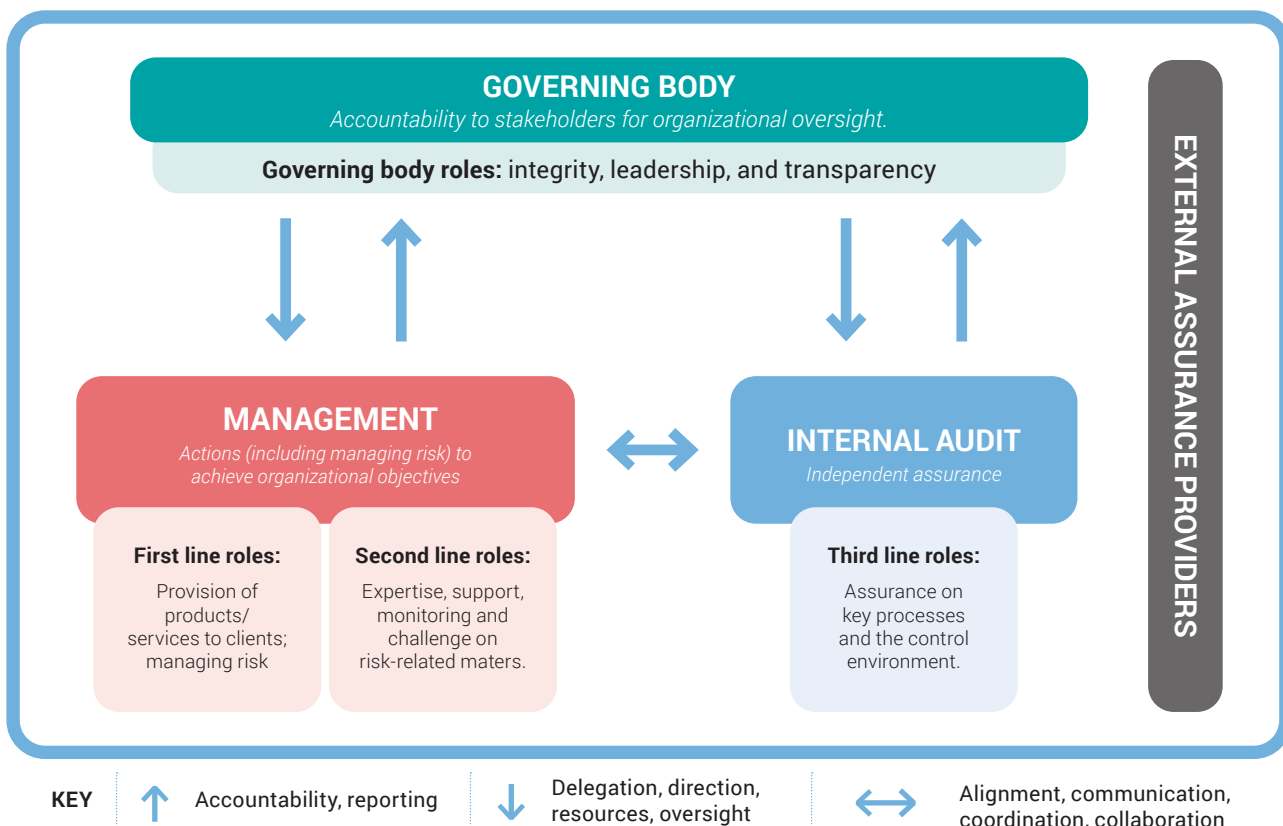 GOVERNING BODY
Accountability to stakeholders for organizational oversight.
Governing body roles: integrity, leadership, and transparency
MANAGEMENT
Actions (including managing risk) to
achieve organizational objectives
First line roles:
Provision of
products/
services to clients;
managing risk
Second line roles:
Expertise, support,
monitoring and
challenge on
risk-related maters.
INTERNAL AUDIT
Independent assurance
Third line roles:
Assurance on
key processes
and the control
environment.
EXTERNAL ASSURANCE PROVIDERS
KEY
Accountability, reporting
Delegation, direction,
resources, oversight
Alignment, communication,
coordination, collaboration